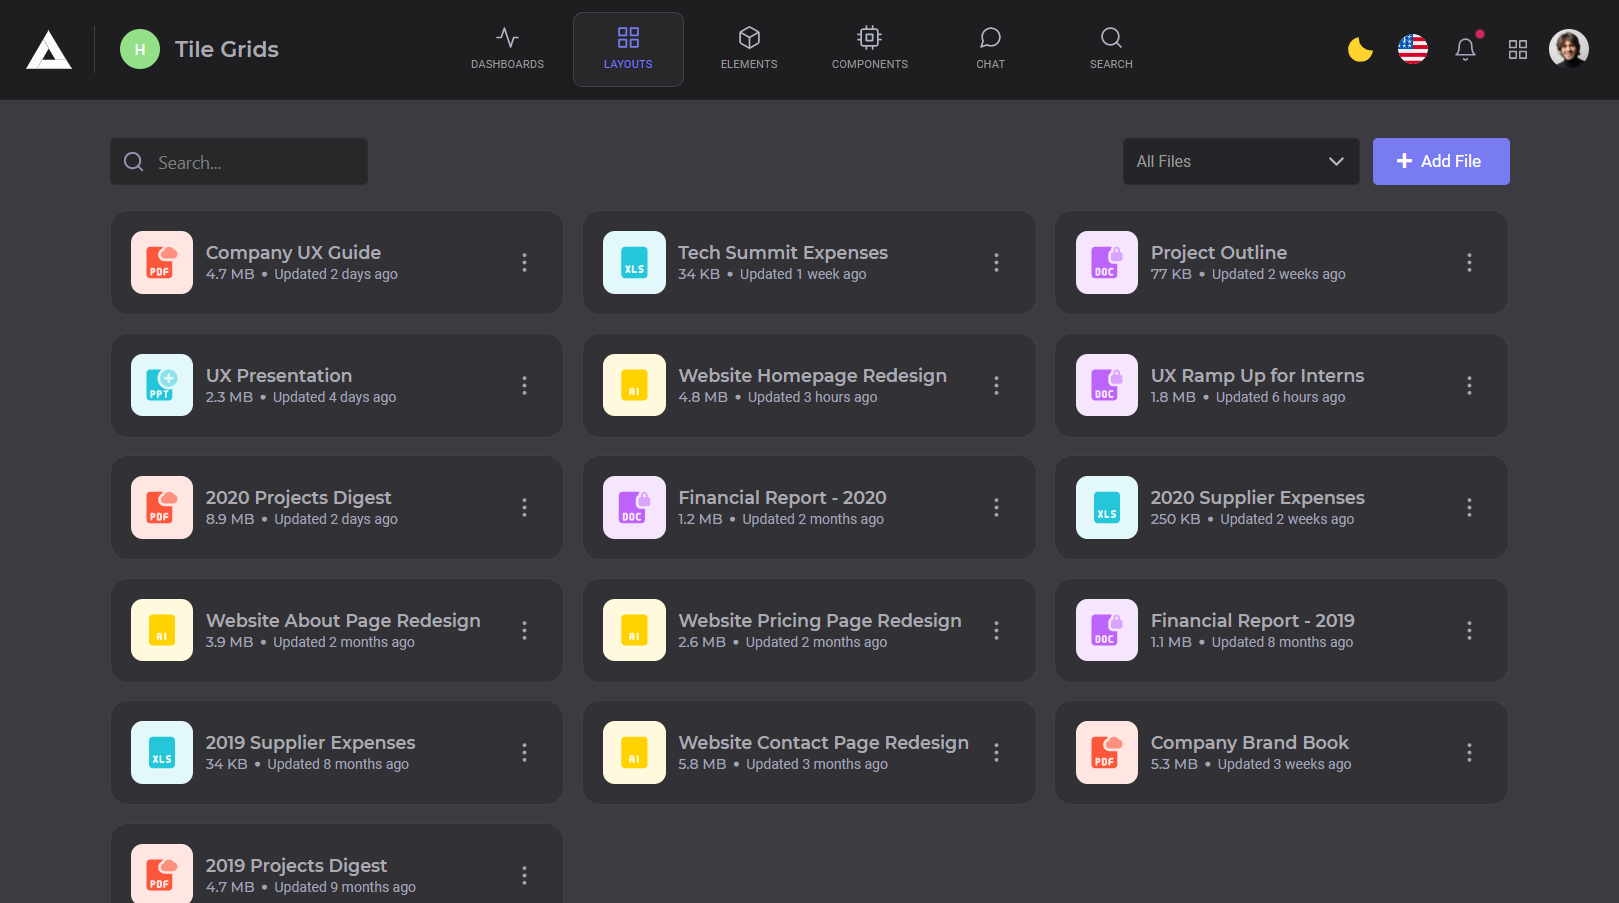 H
Tile Grids
DASHBOARDS
LAYOUTS
ELEMENTS
COMPONENTS
CHAT
SEARCH
Search...
All Files
Add File
PDF
Company UX Guide
4.7 MB • Updated 2 days ago
XLS
Tech Summit Expenses
34 KB • Updated 1 week ago
DOC
Project Outline
77 KB • Updated 2 weeks ago
PPT
UX Presentation
2.3 MB • Updated 4 days ago
AI
Website Homepage Redesign
4.8 MB • Updated 3 hours ago
DOC
UX Ramp Up for Interns
1.8 MB • Updated 6 hours ago
PDF
2020 Projects Digest
8.9 MB • Updated 2 days ago
DOC
Financial Report - 2020
1.2 MB • Updated 2 months ago
XLS
2020 Supplier Expenses
250 KB • Updated 2 weeks ago
AI
Website About Page Redesign
3.9 MB • Updated 2 months ago
AI
Website Pricing Page Redesign
2.6 MB • Updated 2 months ago
DOC
Financial Report - 2019
1.1 MB • Updated 8 months ago
XLS
2019 Supplier Expenses
34 KB • Updated 8 months ago
AI
Website Contact Page Redesign
5.8 MB • Updated 3 months ago
PDF
Company Brand Book
5.3 MB • Updated 3 weeks ago
PDF
2019 Projects Digest
4.7 MB • Updated 9 months ago